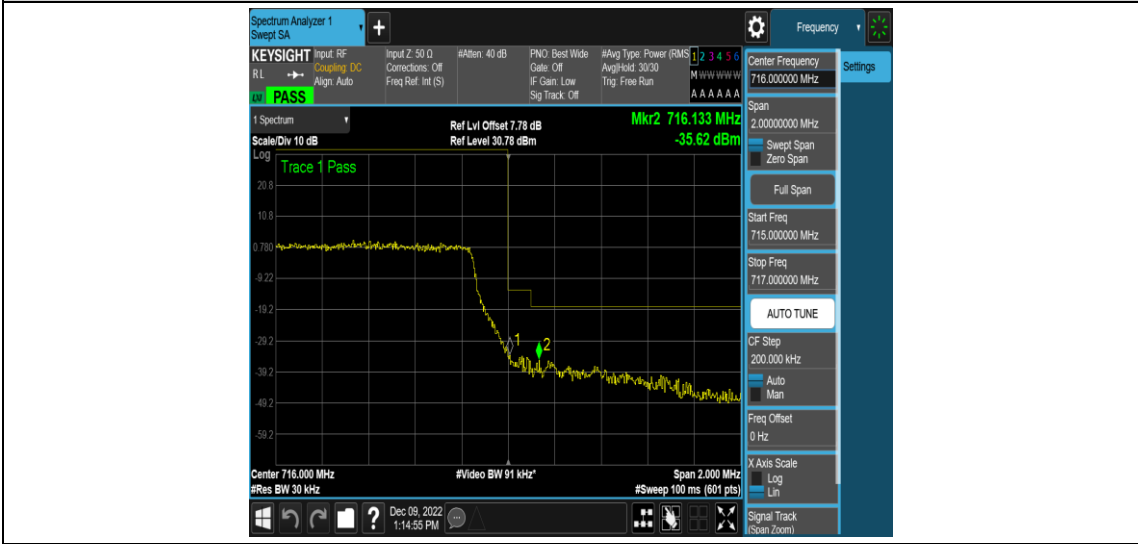 Spectrum Analyzer 1
Swept SA
+
Frequency
KEYSIGHT
RL
PASS
Input: RF
Coupling: DC
Align: Auto
Input Z: 50 Ω
Corrections: Off
Freq Ref: Int (S)
#Atten: 40 dB
PNO: Best Wide
Gate: Off
IF Gain: Low
Sig Track: Off
#Avg Type: Power (RMS
Avg|Hold: 30/30
Trig: Free Run
1 2 3 4 5 6
M W W W W W
A A A A A A
1 Spectrum
Scale/Div 10 dB
Ref Lvl Offset 7.78 dB
Ref Level 30.78 dBm
Mkr2 716.133 MHz
-35.62 dBm
Log
Trace 1 Pass
20.8
10.8
0.780
-9.22
-19.2
-29.2
-39.2
-49.2
-59.2
1
2
Center 716.000 MHz
#Video BW 91 kHz*
Span 2.000 MHz
#Res BW 30 kHz
#Sweep 100 ms (601 pts)
?
Dec 09, 2022
1:14:55 PM
Center Frequency
716.000000 MHz
Settings
Span
2.00000000 MHz
Swept Span
Zero Span
Full Span
Start Freq
715.000000 MHz
Stop Freq
717.000000 MHz
AUTO TUNE
CF Step
200.000 kHz
Auto
Man
Freq Offset
0 Hz
X Axis Scale
Log
Lin
Signal Track
(Span Zoom)